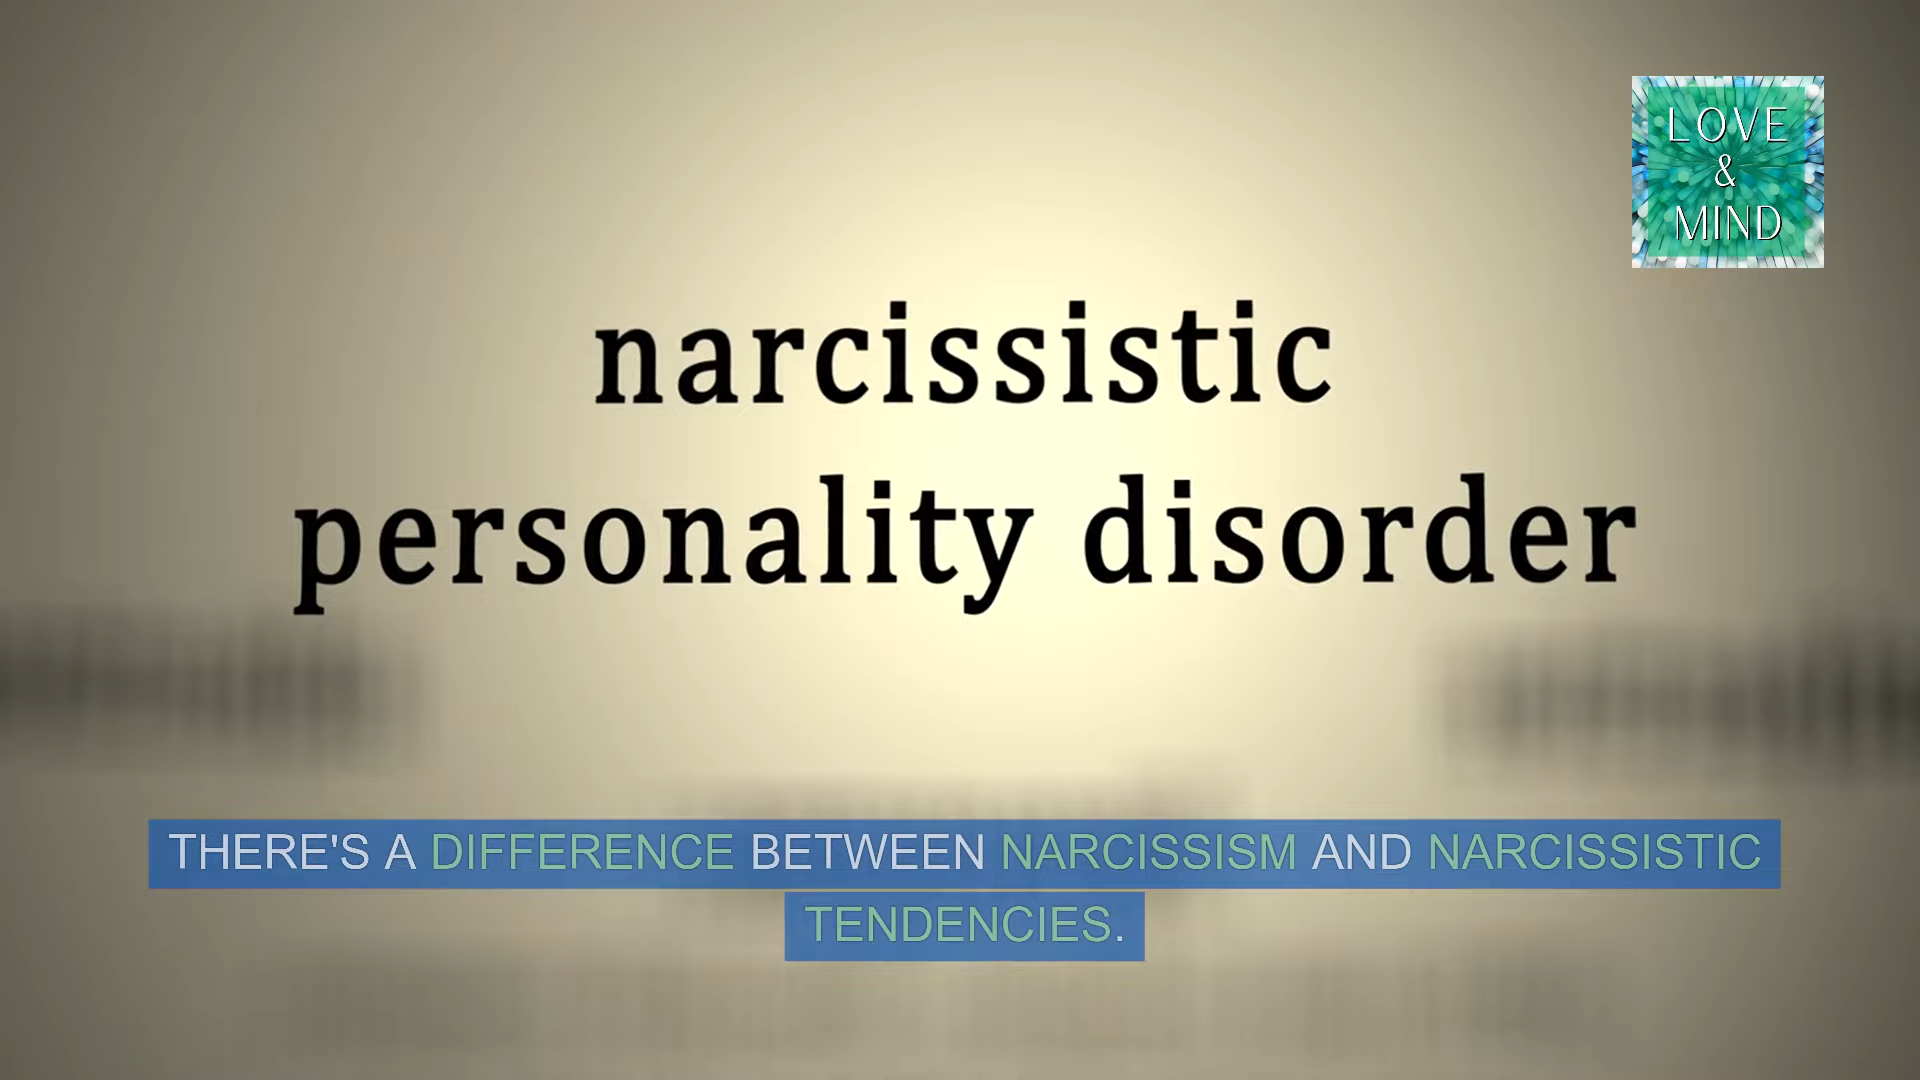 LOVE
&
MIND
narcissistic
personality disorder
THERE'S A DIFFERENCE BETWEEN NARCISSISM AND NARCISSISTIC
TENDENCIES.